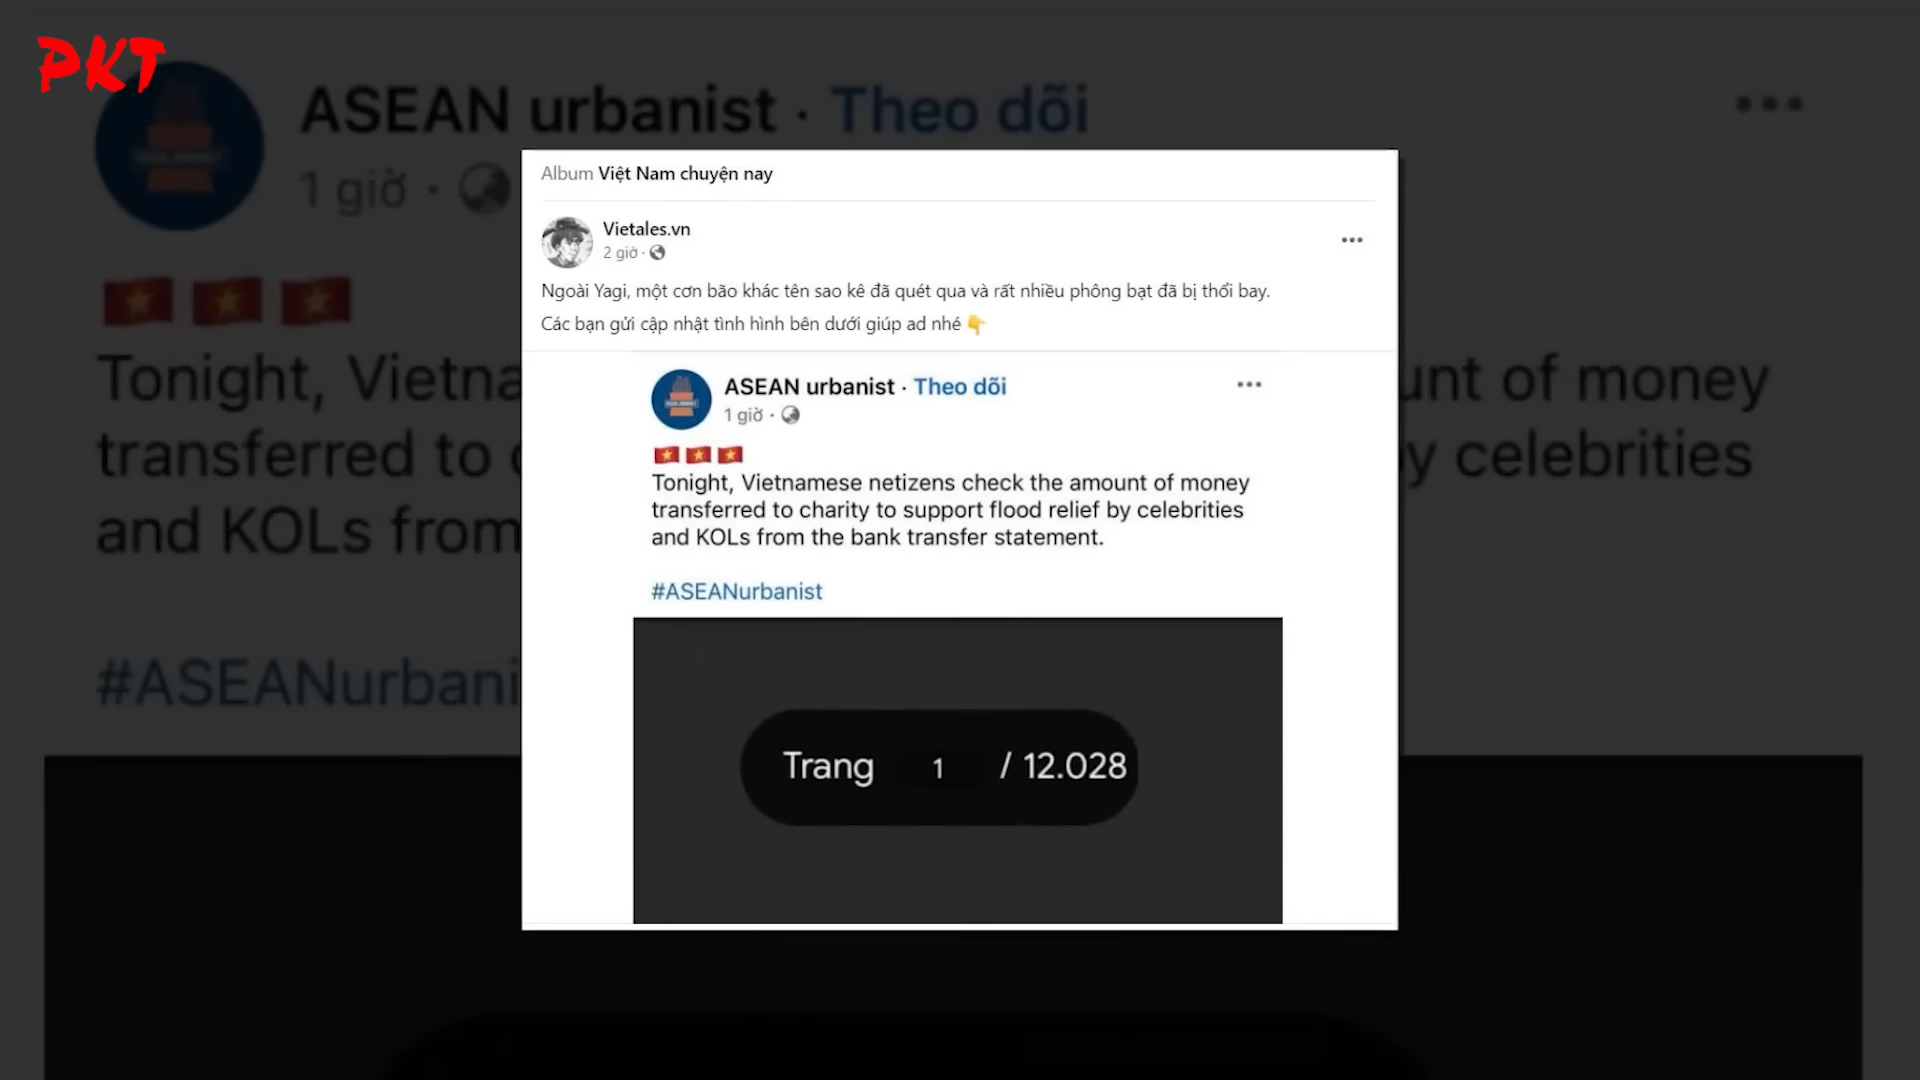 PKT
ASEAN urbanist · Theo dõi
1 giờ ·
Tonight, Vietna
unt of money
transferred to
y celebrities
and KOLs from
#ASEANurbani
Album Việt Nam chuyện nay
Vietales.vn
2 giờ ·
Ngoài Yagi, một cơn bão khác tên sao kê đã quét qua và rất nhiều phông bạt đã bị thổi bay.
Các bạn gửi cập nhật tình hình bên dưới giúp ad nhé 👇
ASEAN urbanist · Theo dõi
1 giờ ·
🇻🇳 🇻🇳 🇻🇳
Tonight, Vietnamese netizens check the amount of money
transferred to charity to support flood relief by celebrities
and KOLs from the bank transfer statement.
#ASEANurbanist
Trang 1 / 12.028